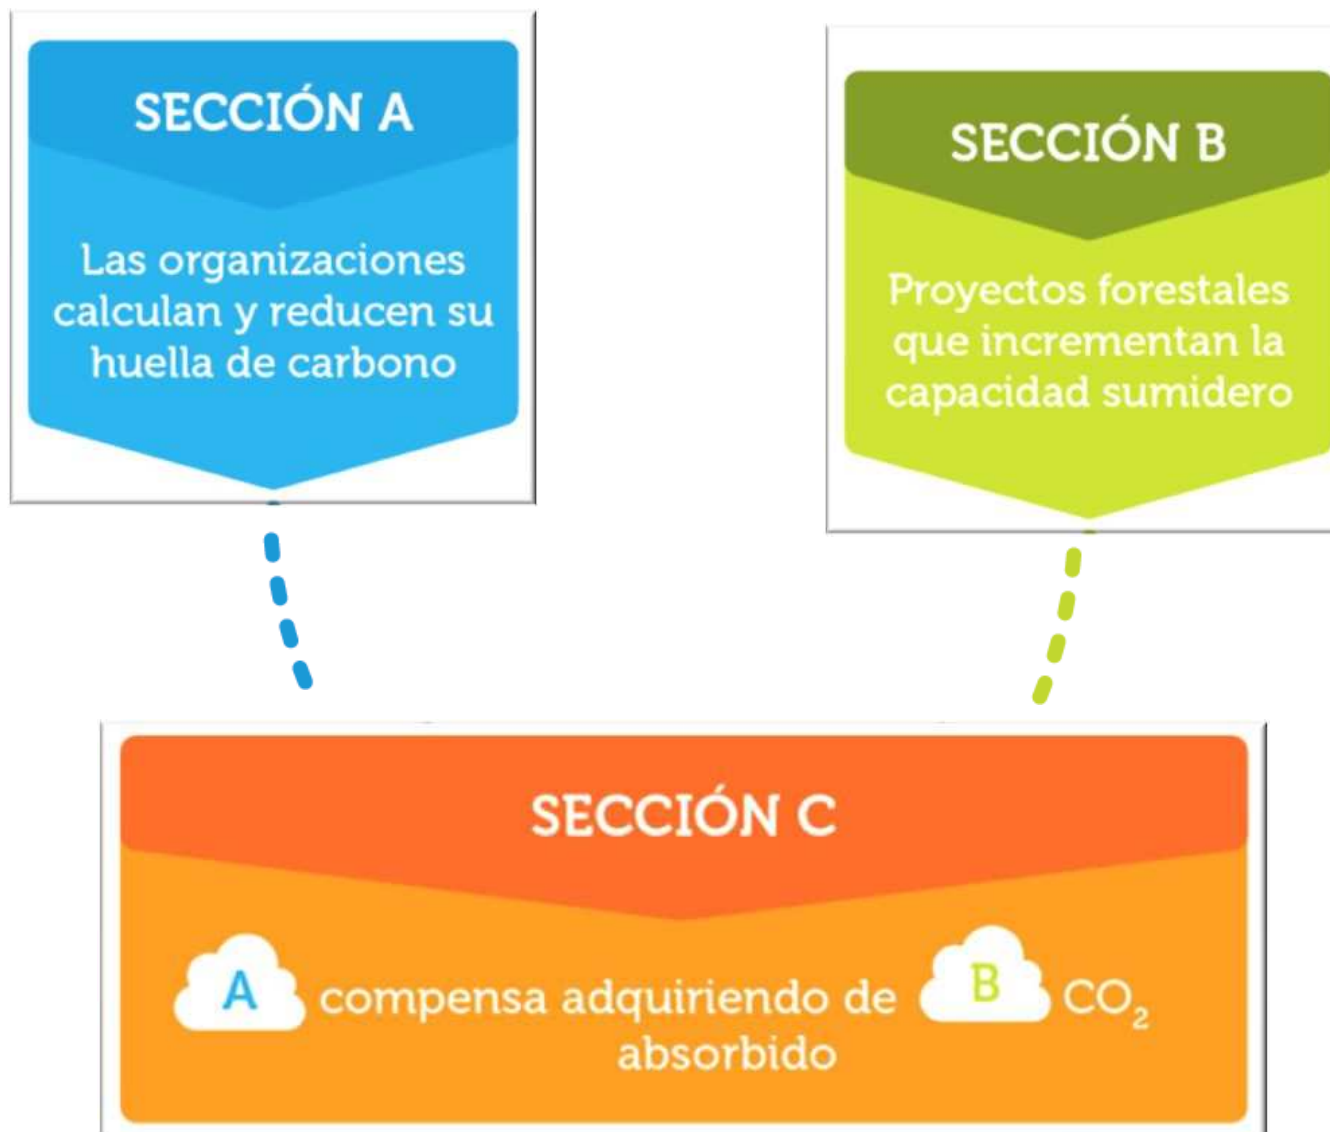 SECCIÓN A
Las organizaciones
calculan y reducen su
huella de carbono
SECCIÓN B
Proyectos forestales
que incrementan la
capacidad sumidero
SECCIÓN C
A compensa adquiriendo de B CO₂
absorbido